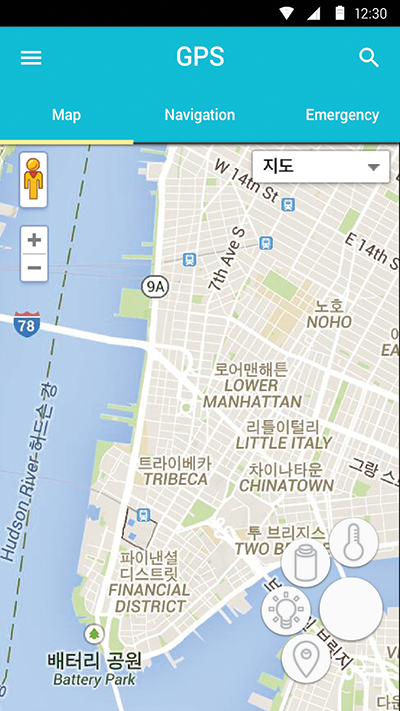 12:30
GPS
Map
Navigation
Emergency
지도
W 14th St
E 14th
7th Ave S
9A
78
노호
NOHO
로어맨해튼
LOWER
MANHATTAN
리틀이털리
LITTLE ITALY
트라이베카
TRIBECA
차이나타운
CHINATOWN
그랑 스
Hudson River 허드슨 강
투 브리지스
TWO B
파이낸셜
디스트릿
FINANCIAL
DISTRICT
배터리 공원
Battery Park